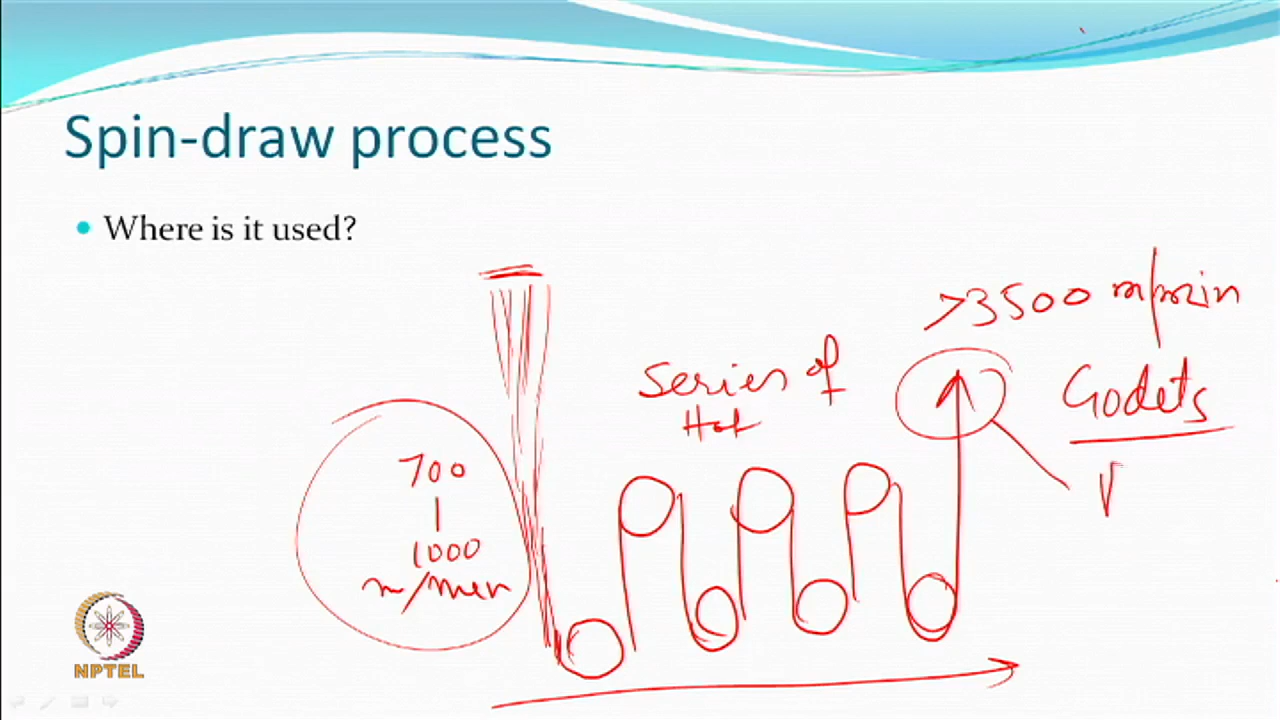 Spin-draw process
Where is it used?
>3500 m/min
Series of
Hot
Godets
700
1000
m/min
NPTEL